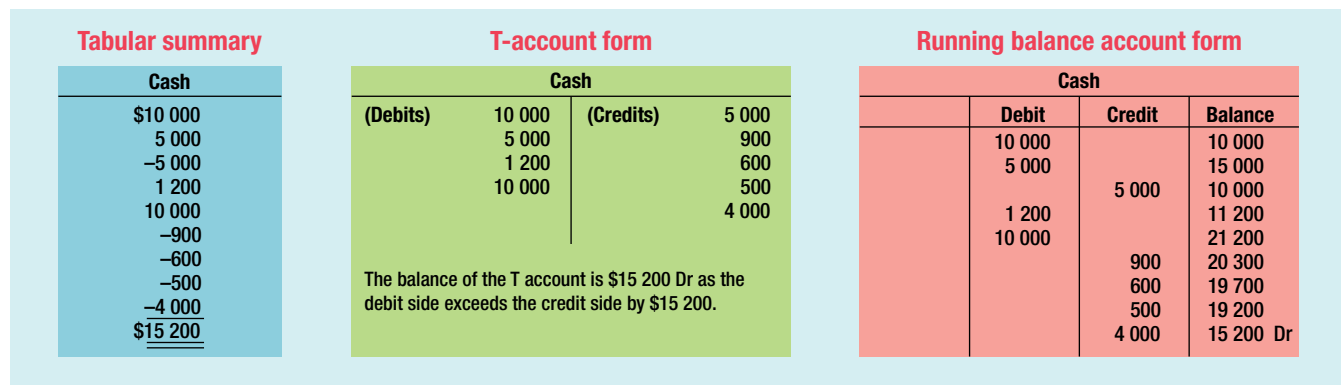 Tabular summary
Cash
$10 000
5 000
–5 000
1 200
10 000
–900
–600
–500
–4 000
$15 200
T-account form
Cash
(Debits) 10 000 (Credits) 5 000
5 000 900
1 200 600
10 000 500
4 000
The balance of the T account is $15 200 Dr as the
debit side exceeds the credit side by $15 200.
Running balance account form
Cash
Debit Credit Balance
10 000 10 000
5 000 15 000
5 000 10 000
1 200 11 200
10 000 21 200
900 20 300
600 19 700
500 19 200
4 000 15 200 Dr